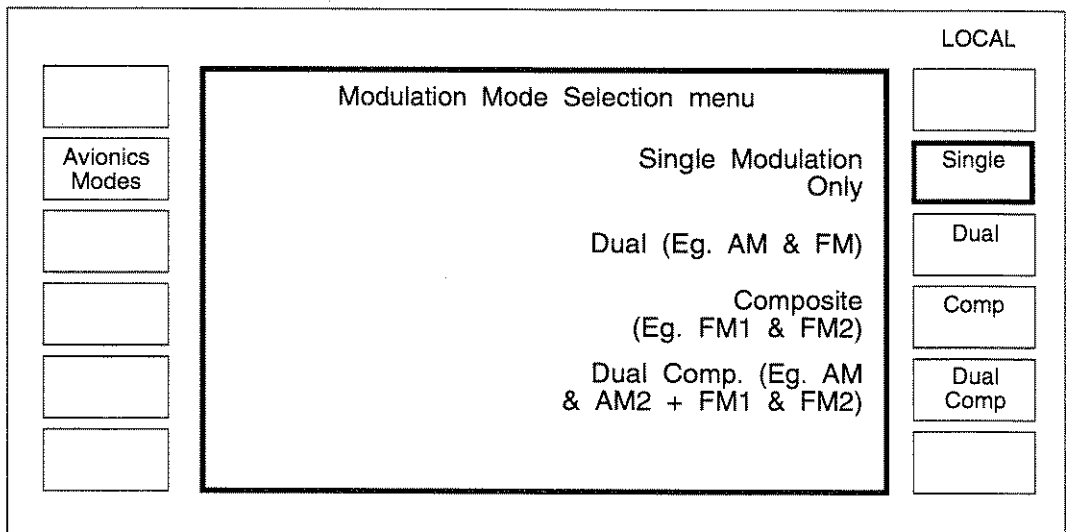 LOCAL
Modulation Mode Selection menu
Avionics
Modes
Single Modulation
Only
Single
Dual (Eg. AM & FM)
Dual
Composite
(Eg. FM1 & FM2)
Comp
Dual Comp. (Eg. AM
& AM2 + FM1 & FM2)
Dual
Comp